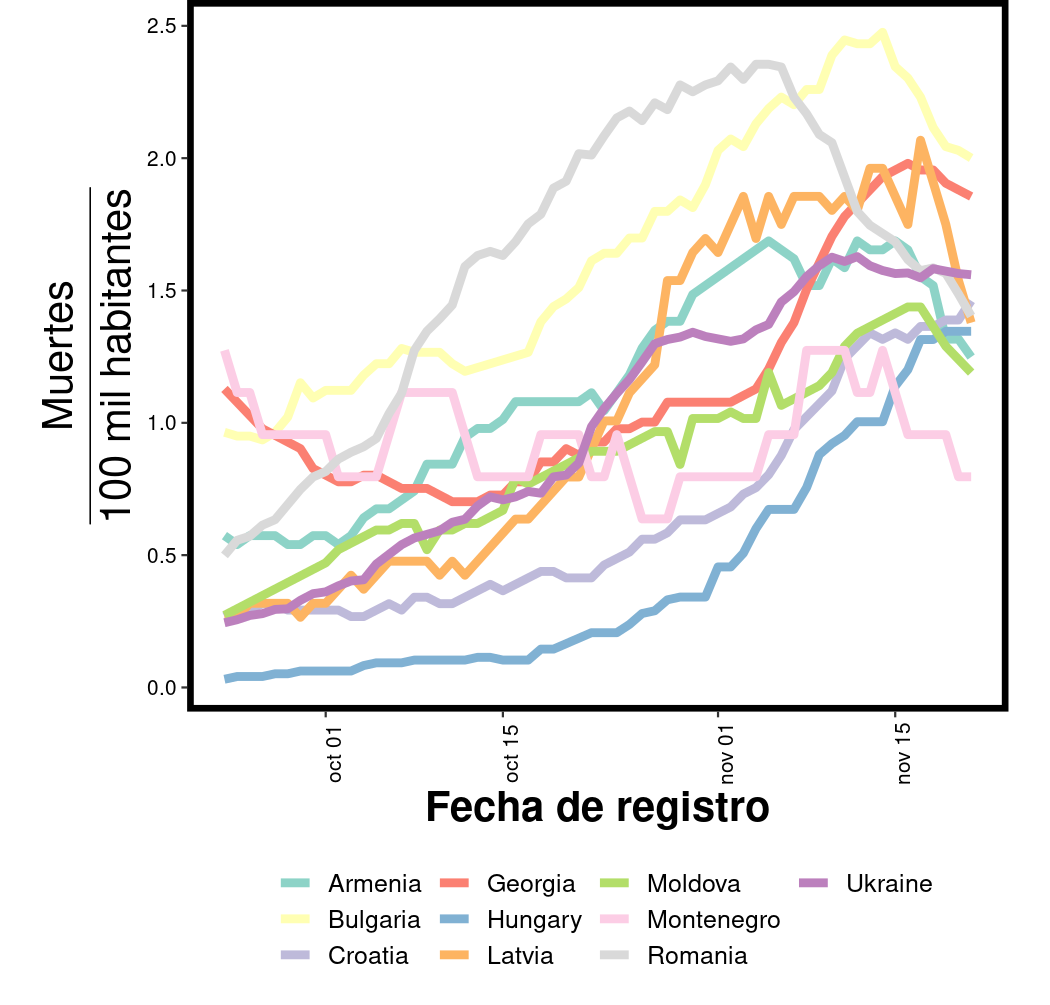 Muertes
100 mil habitantes
2.5
2.0
1.5
1.0
0.5
0.0
oct 01
oct 15
nov 01
nov 15
Fecha de registro
Armenia
Georgia
Moldova
Ukraine
Bulgaria
Hungary
Montenegro
Croatia
Latvia
Romania